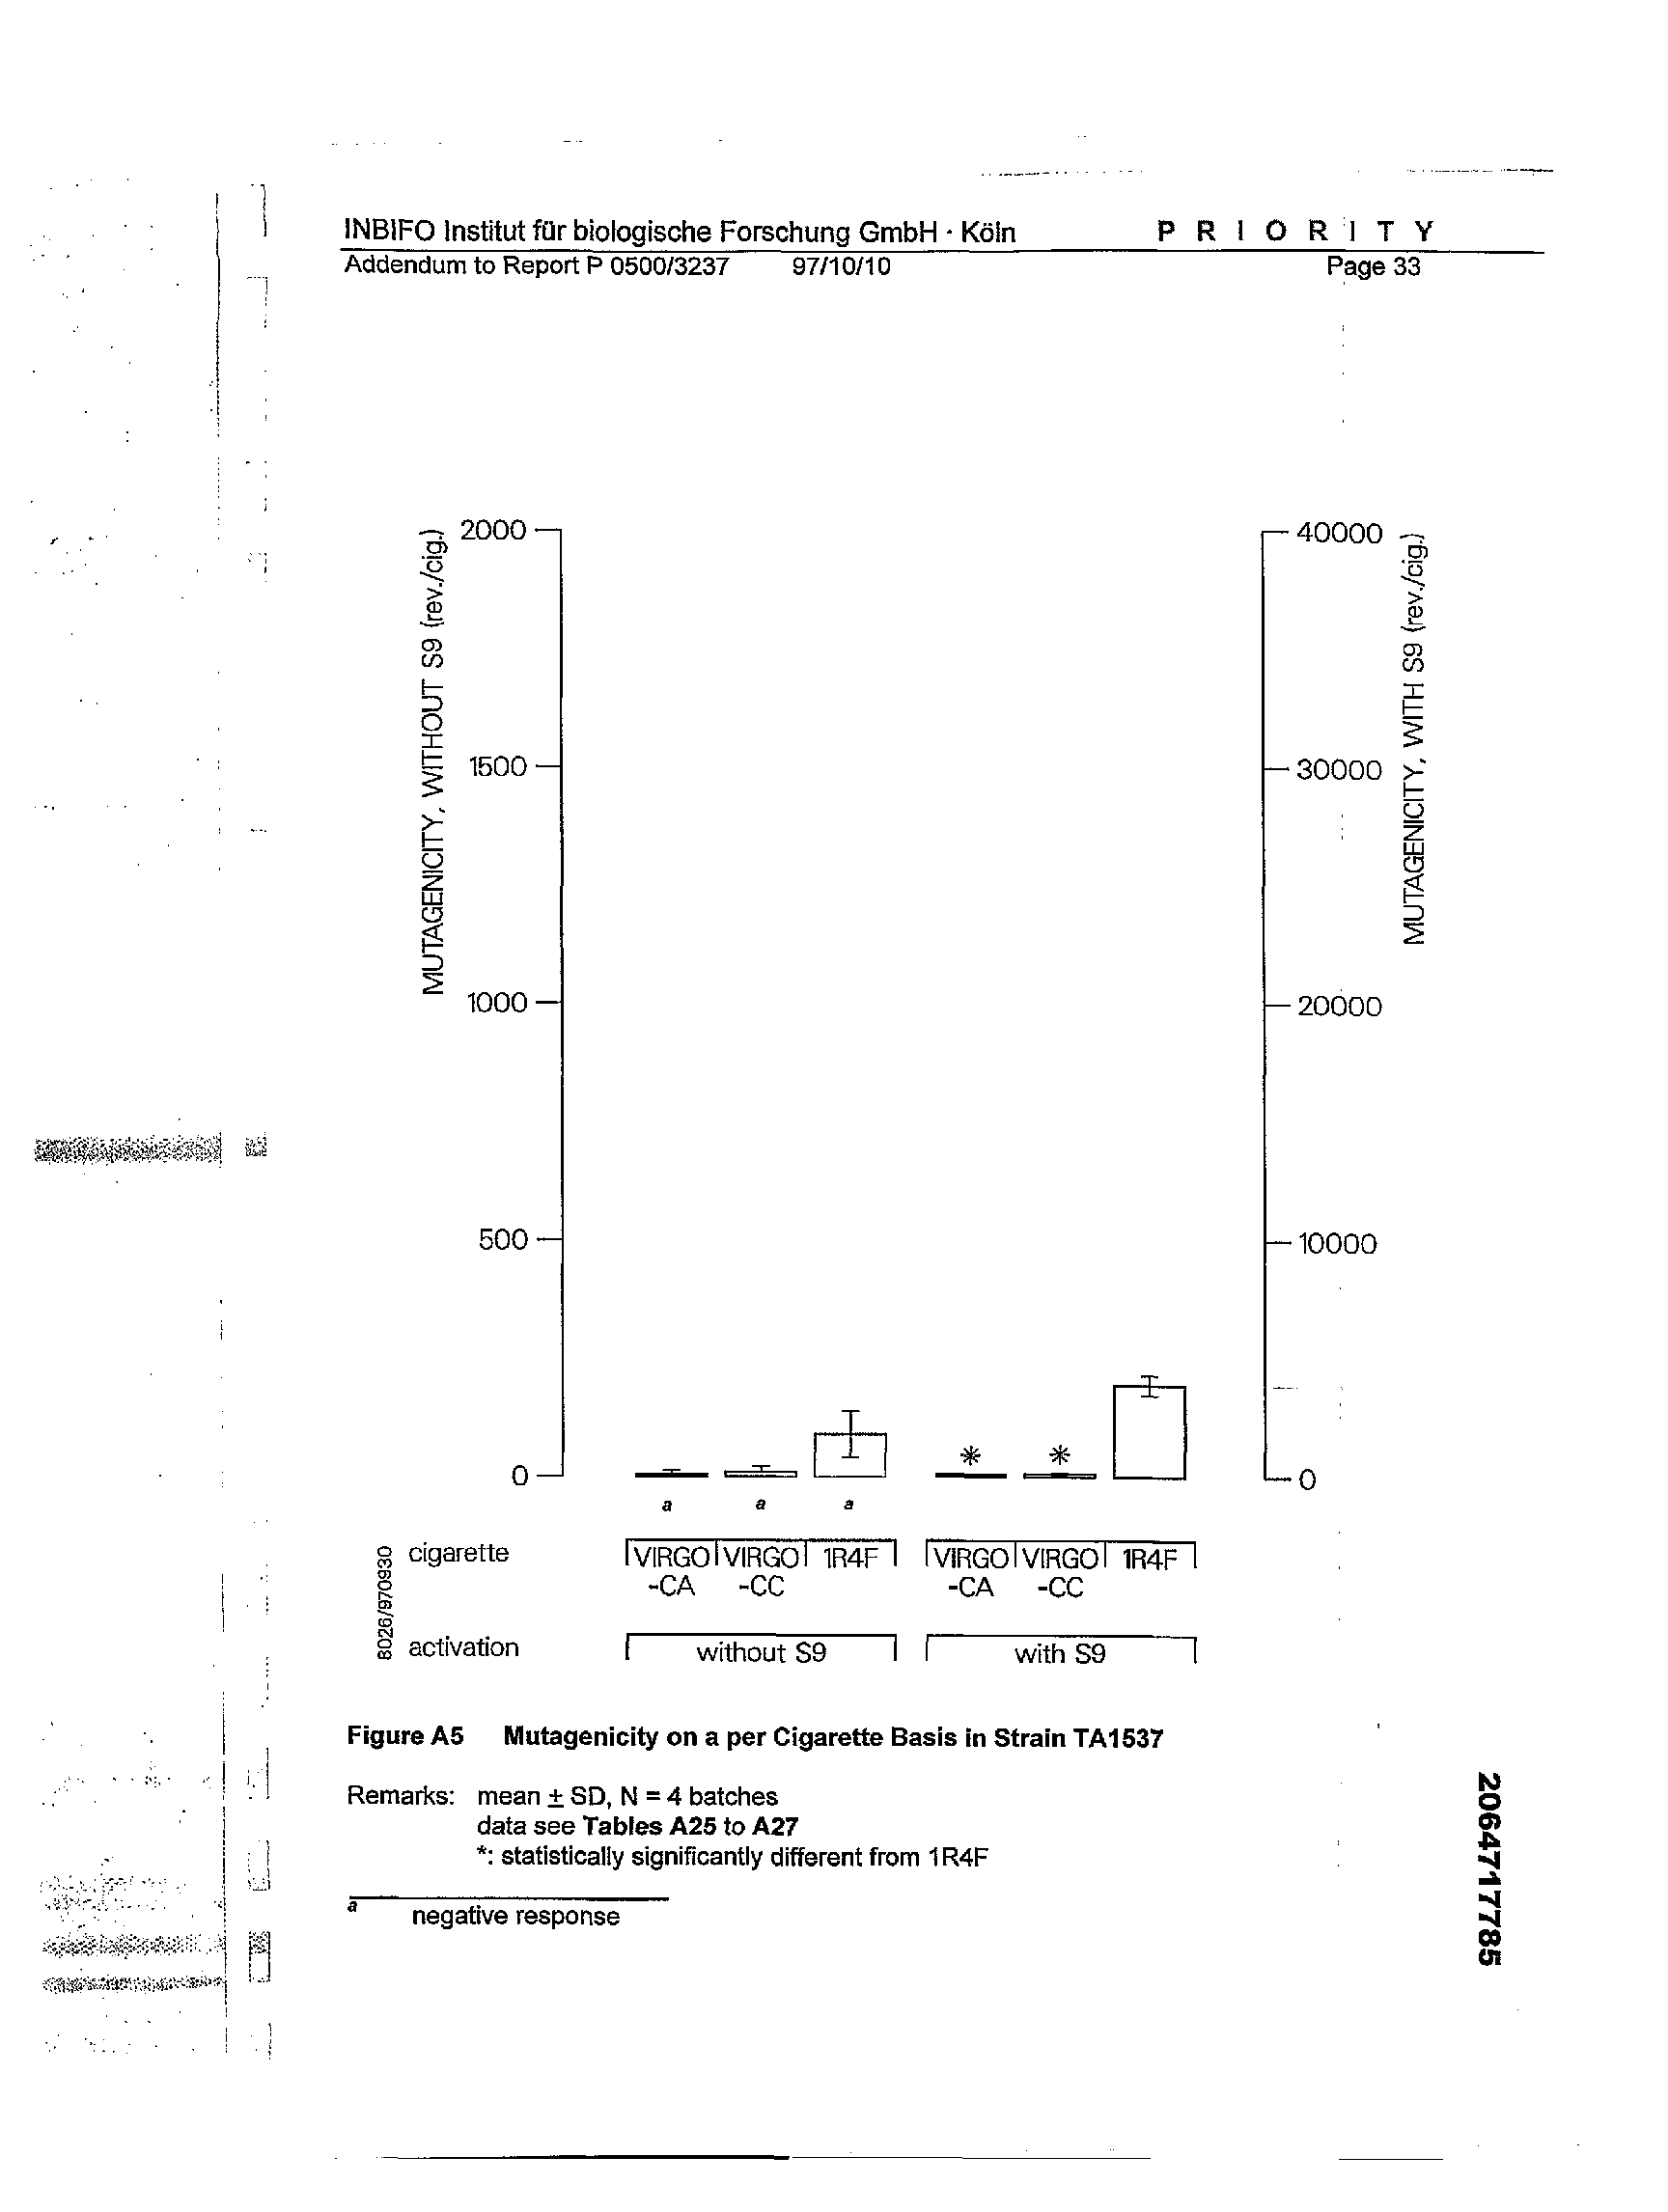 INBIFO Institut für biologische Forschung GmbH · Köln P R I O R I T Y
Addendum to Report P 0500/3237 97/10/10 Page 33
MUTAGENICITY, WITHOUT S9 (rev./cig.)
2000
1500
1000
500
0
40000
30000
20000
10000
0
MUTAGENICITY, WITH S9 (rev./cig.)
* *
a a a
8026/970930
cigarette VIRGO VIRGO 1R4F VIRGO VIRGO 1R4F
-CA -CC -CA -CC
activation without S9 with S9
Figure A5 Mutagenicity on a per Cigarette Basis in Strain TA1537
Remarks: mean ± SD, N = 4 batches
data see Tables A25 to A27
*: statistically significantly different from 1R4F
a negative response
2064717785